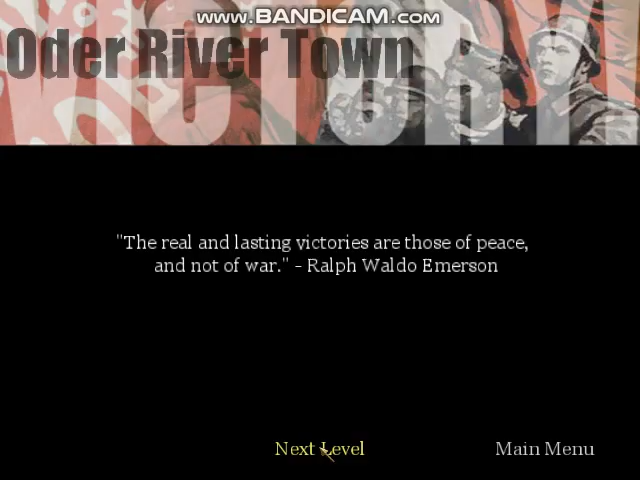 www.BANDICAM.com
VICTORY!
Oder River Town
"The real and lasting victories are those of peace,
and not of war." - Ralph Waldo Emerson
Next Level
Main Menu